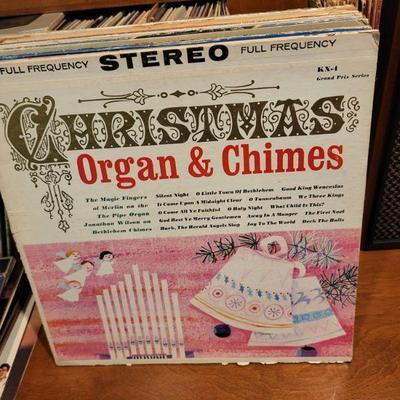 FULL FREQUENCY STEREO FULL FREQUENCY
KX-4
Grand Prix Series
CHRISTMAS
Organ & Chimes
The Magic Fingers
of Merlin on the
The Pipe Organ
Jonnathan Wilson on
Bethlehem Chimes
Silent Night O Little Town Of Bethlehem Good King Wenceslas
It Came Upon A Midnight Clear O Tannenbaum We Three Kings
O Come All Ye Faithful O Holy Night What Child Is This?
God Rest Ye Merry Gentlemen Away In A Manger The First Noel
Hark, The Herald Angels Sing Joy To The World Deck The Halls